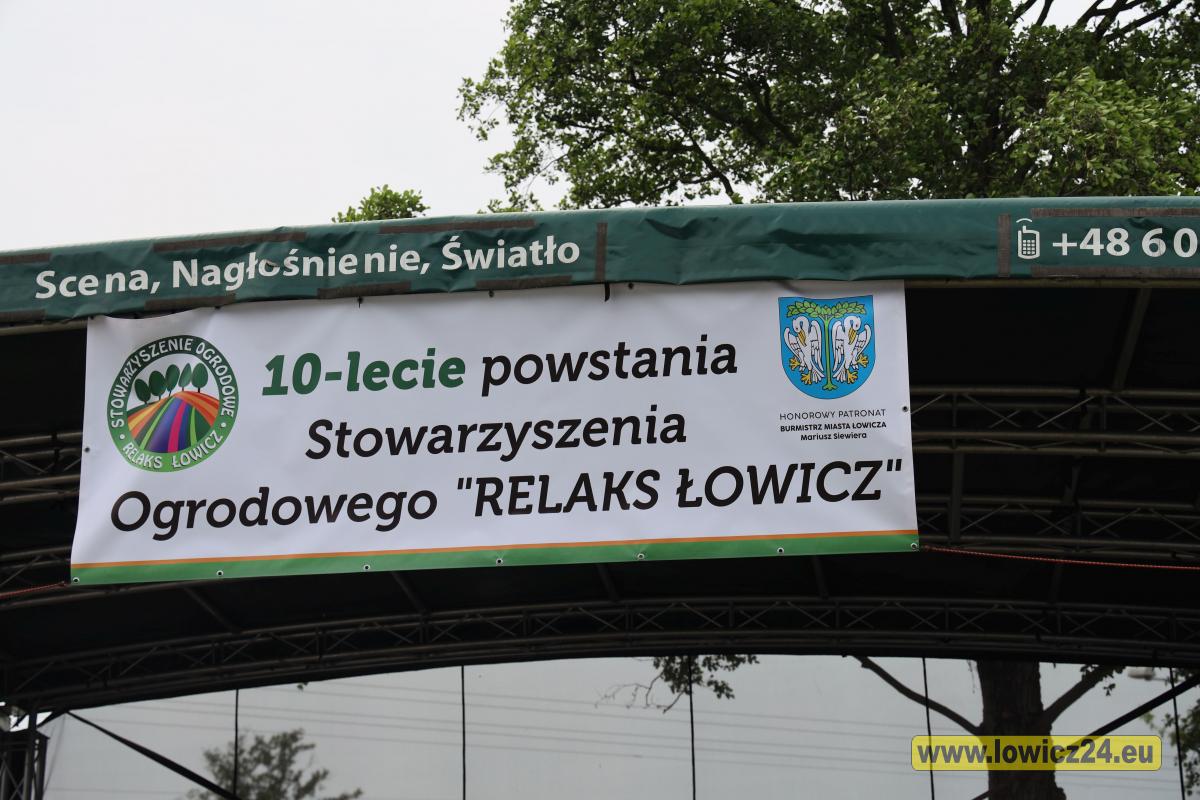 Scena, Nagłośnienie, Światło
+48 60
STOWARZYSZENIE OGRODOWE
• RELAKS ŁOWICZ •
10-lecie powstania
Stowarzyszenia
Ogrodowego "RELAKS ŁOWICZ"
HONOROWY PATRONAT
BURMISTRZ MIASTA ŁOWICZA
Mariusz Siewiera
www.lowicz24.eu